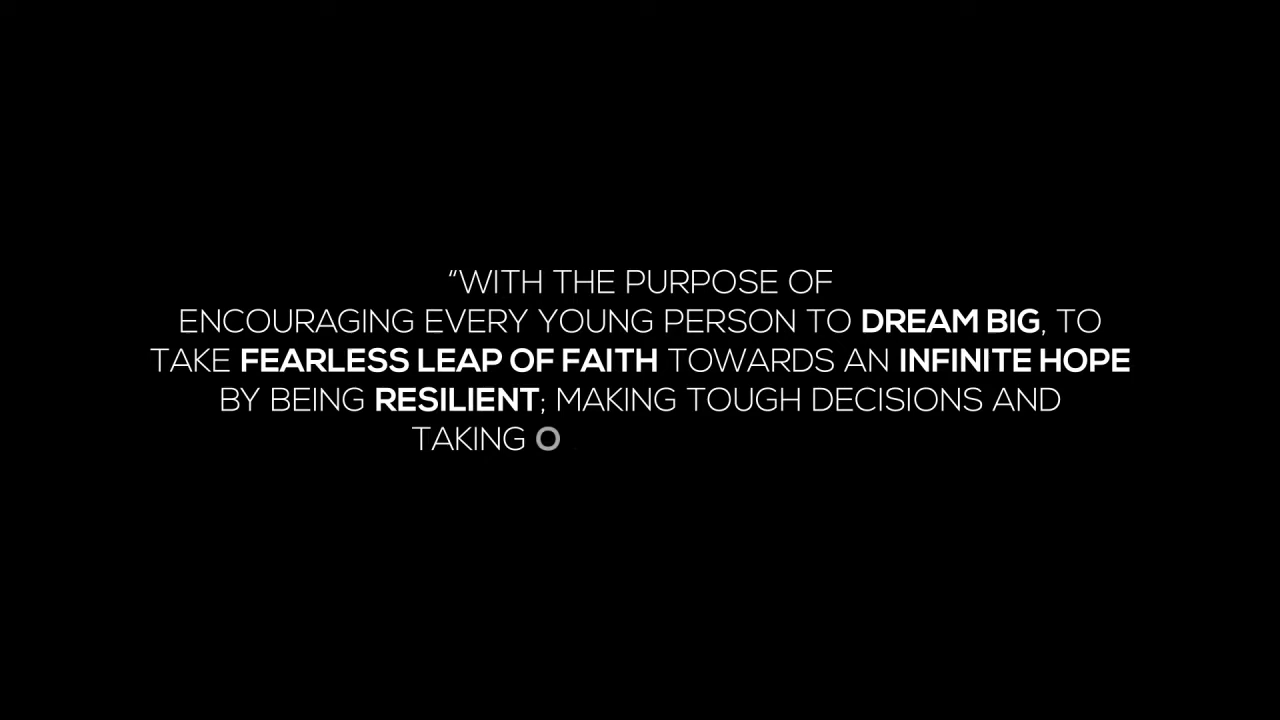 “WITH THE PURPOSE OF
ENCOURAGING EVERY YOUNG PERSON TO DREAM BIG, TO
TAKE FEARLESS LEAP OF FAITH TOWARDS AN INFINITE HOPE
BY BEING RESILIENT; MAKING TOUGH DECISIONS AND
TAKING O